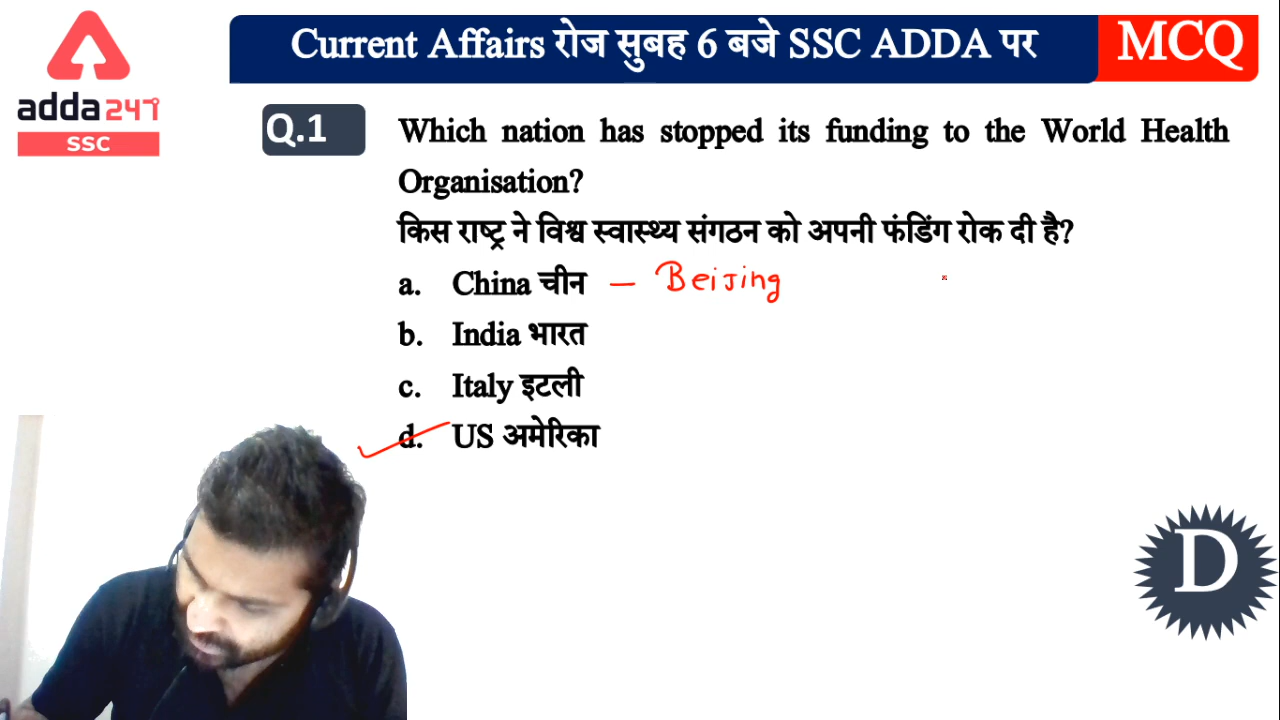 Current Affairs रोज सुबह 6 बजे SSC ADDA पर
MCQ
adda 247
SSC
Q.1
Which nation has stopped its funding to the World Health
Organisation?
किस राष्ट्र ने विश्व स्वास्थ्य संगठन को अपनी फंडिंग रोक दी है?
a. China चीन – Beijing
b. India भारत
c. Italy इटली
d. US अमेरिका
D